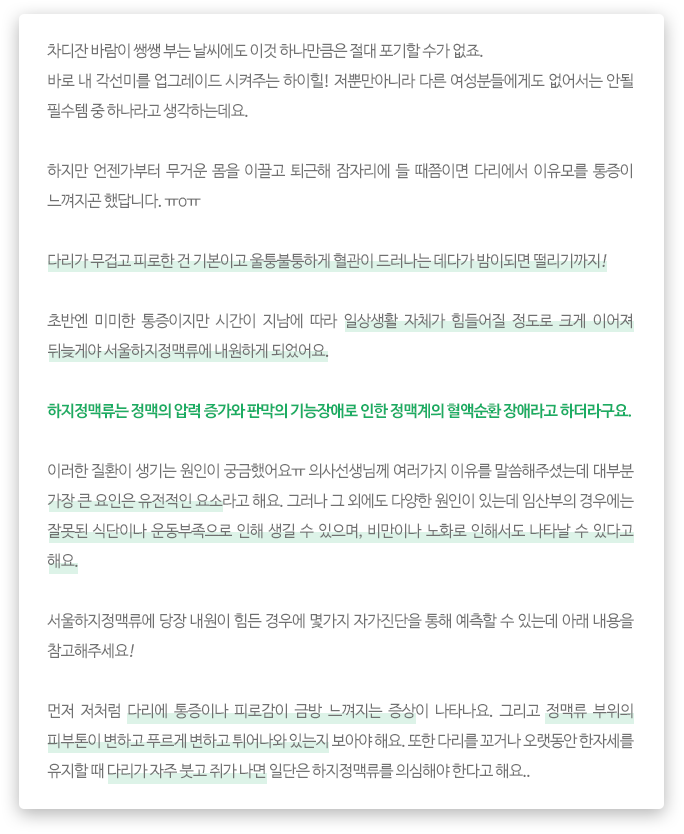 차디잔 바람이 쌩쌩 부는 날씨에도 이것 하나만큼은 절대 포기할 수가 없죠.
바로 내 각선미를 업그레이드 시켜주는 하이힐! 저뿐만아니라 다른 여성분들에게도 없어서는 안될
필수템 중 하나라고 생각하는데요.
하지만 언젠가부터 무거운 몸을 이끌고 퇴근해 잠자리에 들 때쯤이면 다리에서 이유모를 통증이
느껴지곤 했답니다. ㅠㅇㅠ
다리가 무겁고 피로한 건 기본이고 울퉁불퉁하게 혈관이 드러나는 데다가 밤이되면 떨리기까지!
초반엔 미미한 통증이지만 시간이 지남에 따라 일상생활 자체가 힘들어질 정도로 크게 이어져
뒤늦게야 서울하지정맥류에 내원하게 되었어요.
하지정맥류는 정맥의 압력 증가와 판막의 기능장애로 인한 정맥계의 혈액순환 장애라고 하더라구요.
이러한 질환이 생기는 원인이 궁금했어요ㅠ 의사선생님께 여러가지 이유를 말씀해주셨는데 대부분
가장 큰 요인은 유전적인 요소라고 해요. 그러나 그 외에도 다양한 원인이 있는데 임산부의 경우에는
잘못된 식단이나 운동부족으로 인해 생길 수 있으며, 비만이나 노화로 인해서도 나타날 수 있다고
해요.
서울하지정맥류에 당장 내원이 힘든 경우에 몇가지 자가진단을 통해 예측할 수 있는데 아래 내용을
참고해주세요!
먼저 저처럼 다리에 통증이나 피로감이 금방 느껴지는 증상이 나타나요. 그리고 정맥류 부위의
피부톤이 변하고 푸르게 변하고 튀어나와 있는지 보아야 해요. 또한 다리를 꼬거나 오랫동안 한자세를
유지할 때 다리가 자주 붓고 쥐가 나면 일단은 하지정맥류를 의심해야 한다고 해요..